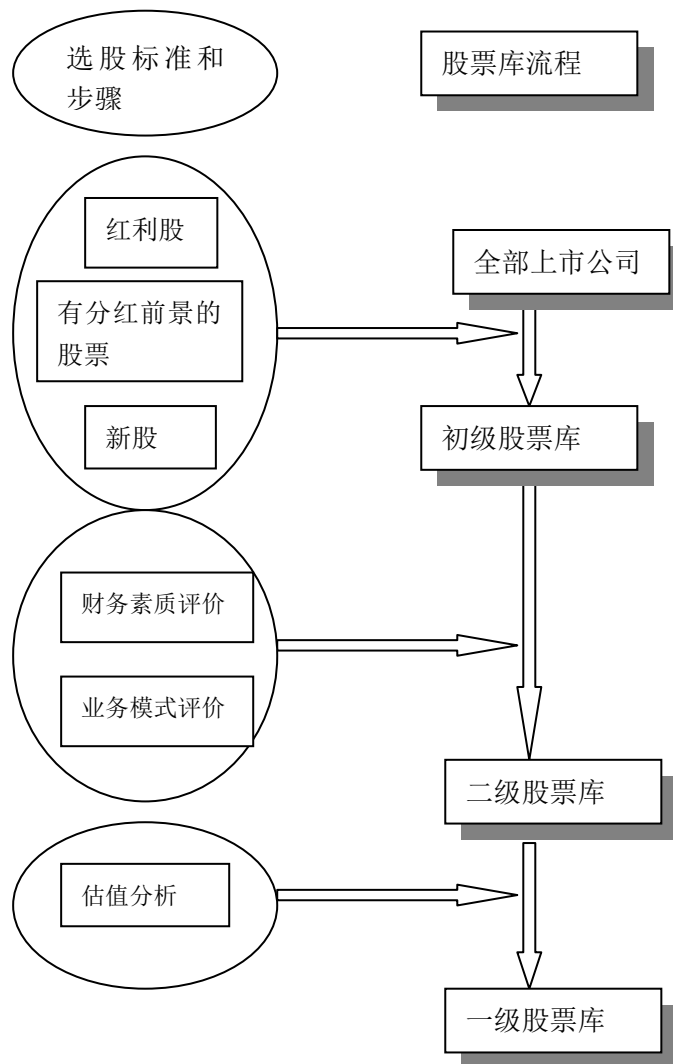 选股标准和
步骤
股票库流程
红利股
全部上市公司
有分红前景的
股票
新股
初级股票库
财务素质评价
业务模式评价
二级股票库
估值分析
一级股票库